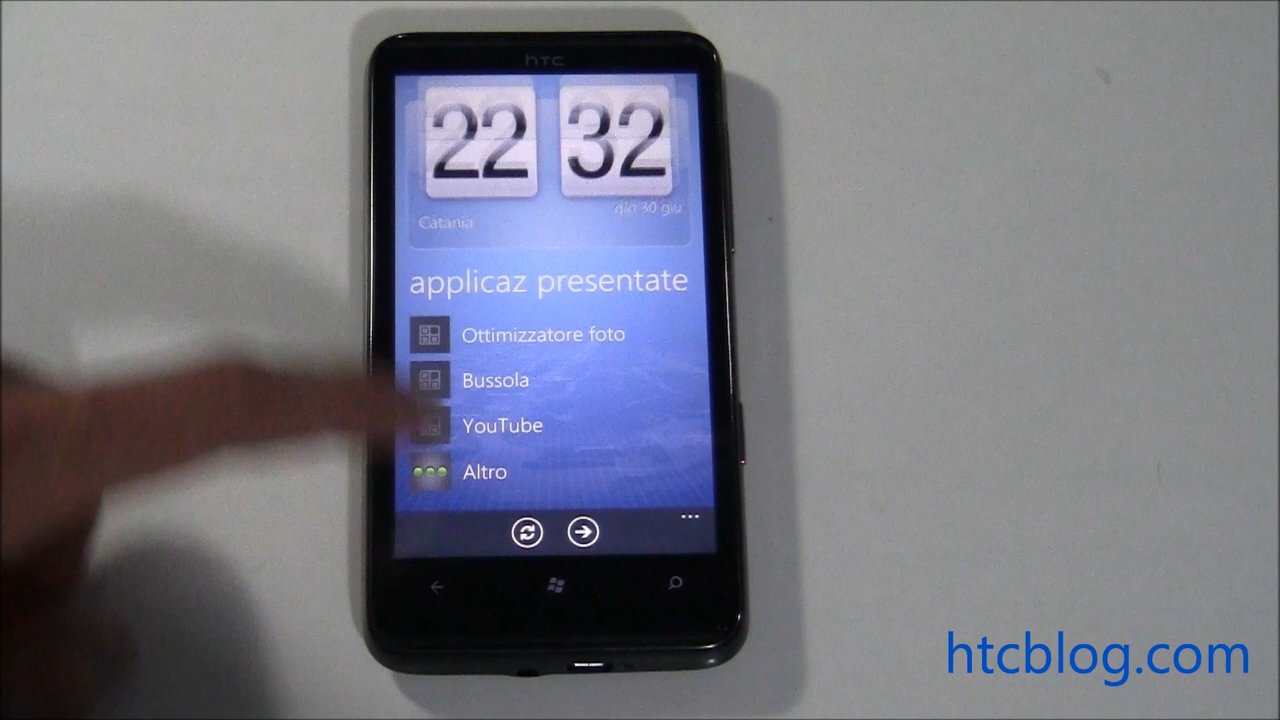 hTC
22 32
Catania
gio 30 giu
applicaz presentate
Ottimizzatore foto
Bussola
YouTube
Altro
htcblog.com